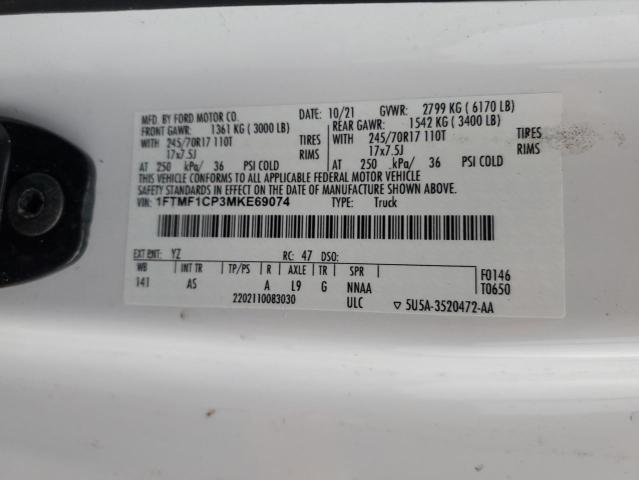 MFD. BY FORD MOTOR CO. DATE: 10/21 GVWR: 2799 KG ( 6170 LB)
FRONT GAWR: 1361 KG ( 3000 LB) REAR GAWR: 1542 KG ( 3400 LB)
WITH 245/70R17 110T TIRES WITH 245/70R17 110T TIRES
17x7.5J RIMS 17x7.5J RIMS
AT 250 kPa/ 36 PSI COLD AT 250 kPa/ 36 PSI COLD
THIS VEHICLE CONFORMS TO ALL APPLICABLE FEDERAL MOTOR VEHICLE
SAFETY STANDARDS IN EFFECT ON THE DATE OF MANUFACTURE SHOWN ABOVE.
VIN: 1FTMF1CP3MKE69074 TYPE: Truck
EXT PNT: YZ RC: 47 DSO:
WB INT TR TP/PS R AXLE TR SPR F0146
141 AS A L9 G NNAA T0650
2202110083030 ULC ▽ 5U5A-3520472-AA